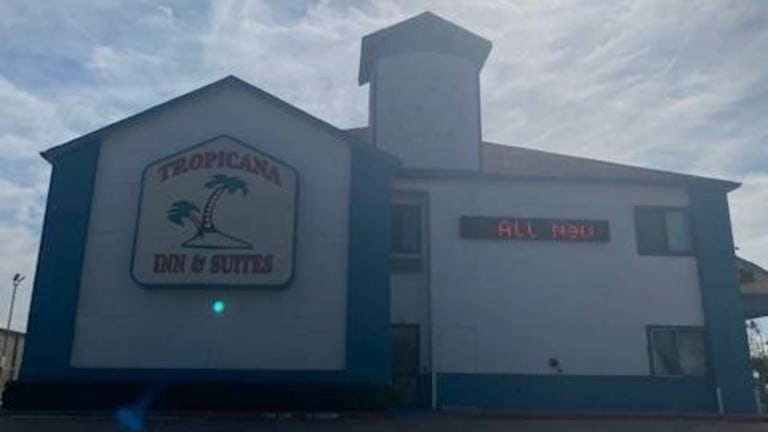 TROPICANA
INN & SUITES
All NEW